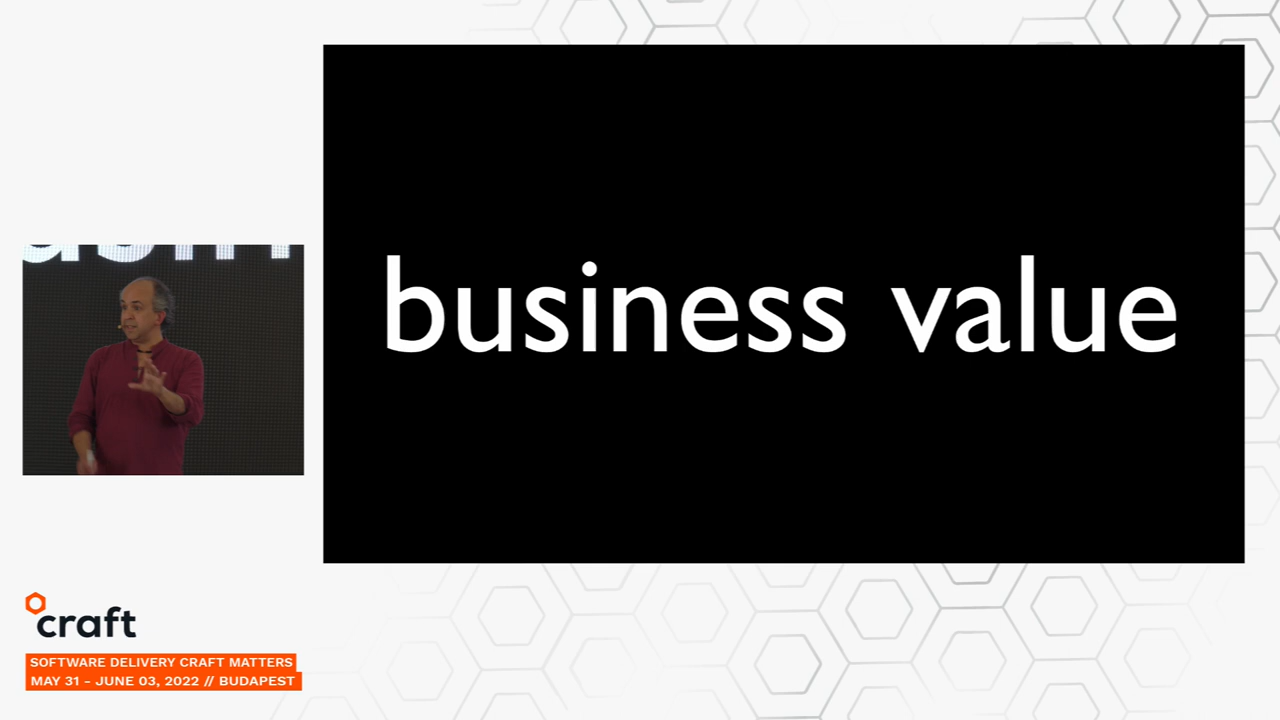 business value
craft
SOFTWARE DELIVERY CRAFT MATTERS
MAY 31 - JUNE 03, 2022 // BUDAPEST